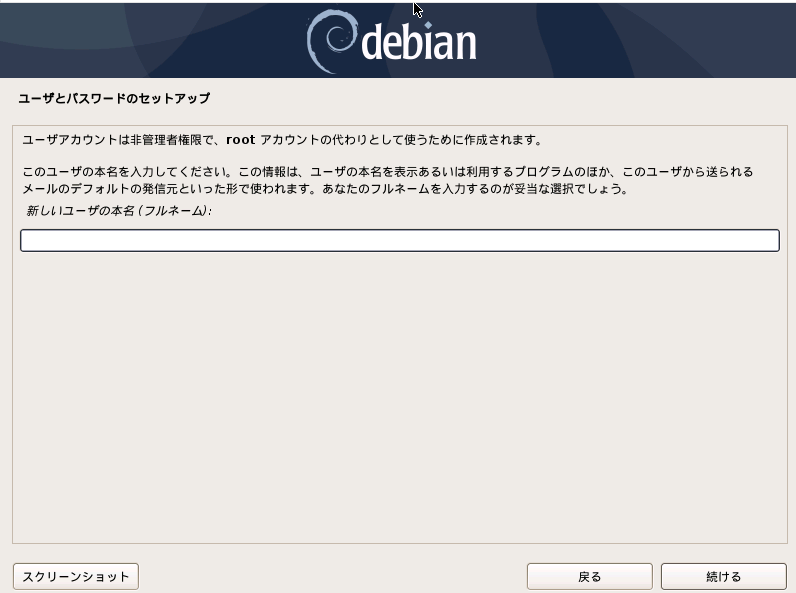 debian
ユーザとパスワードのセットアップ
ユーザアカウントは非管理者権限で、root アカウントの代わりとして使うために作成されます。
このユーザの本名を入力してください。この情報は、ユーザの本名を表示あるいは利用するプログラムのほか、このユーザから送られる
メールのデフォルトの発信元といった形で使われます。あなたのフルネームを入力するのが妥当な選択でしょう。
新しいユーザの本名 (フルネーム):
スクリーンショット
戻る
続ける